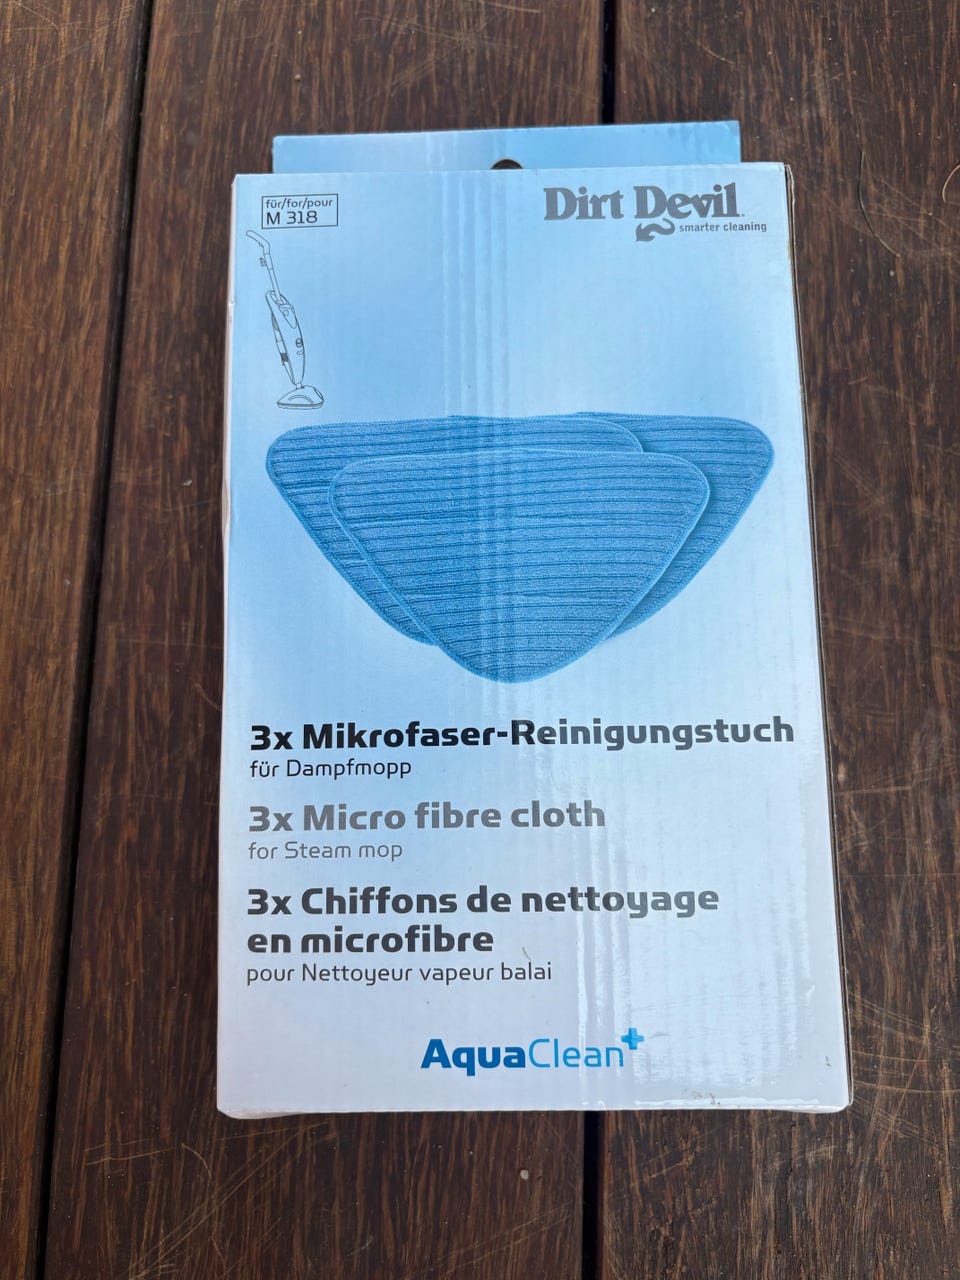 für/for/pour
M 318
Dirt Devil
smarter cleaning
3x Mikrofaser-Reinigungstuch
für Dampfmopp
3x Micro fibre cloth
for Steam mop
3x Chiffons de nettoyage
en microfibre
pour Nettoyeur vapeur balai
AquaClean+